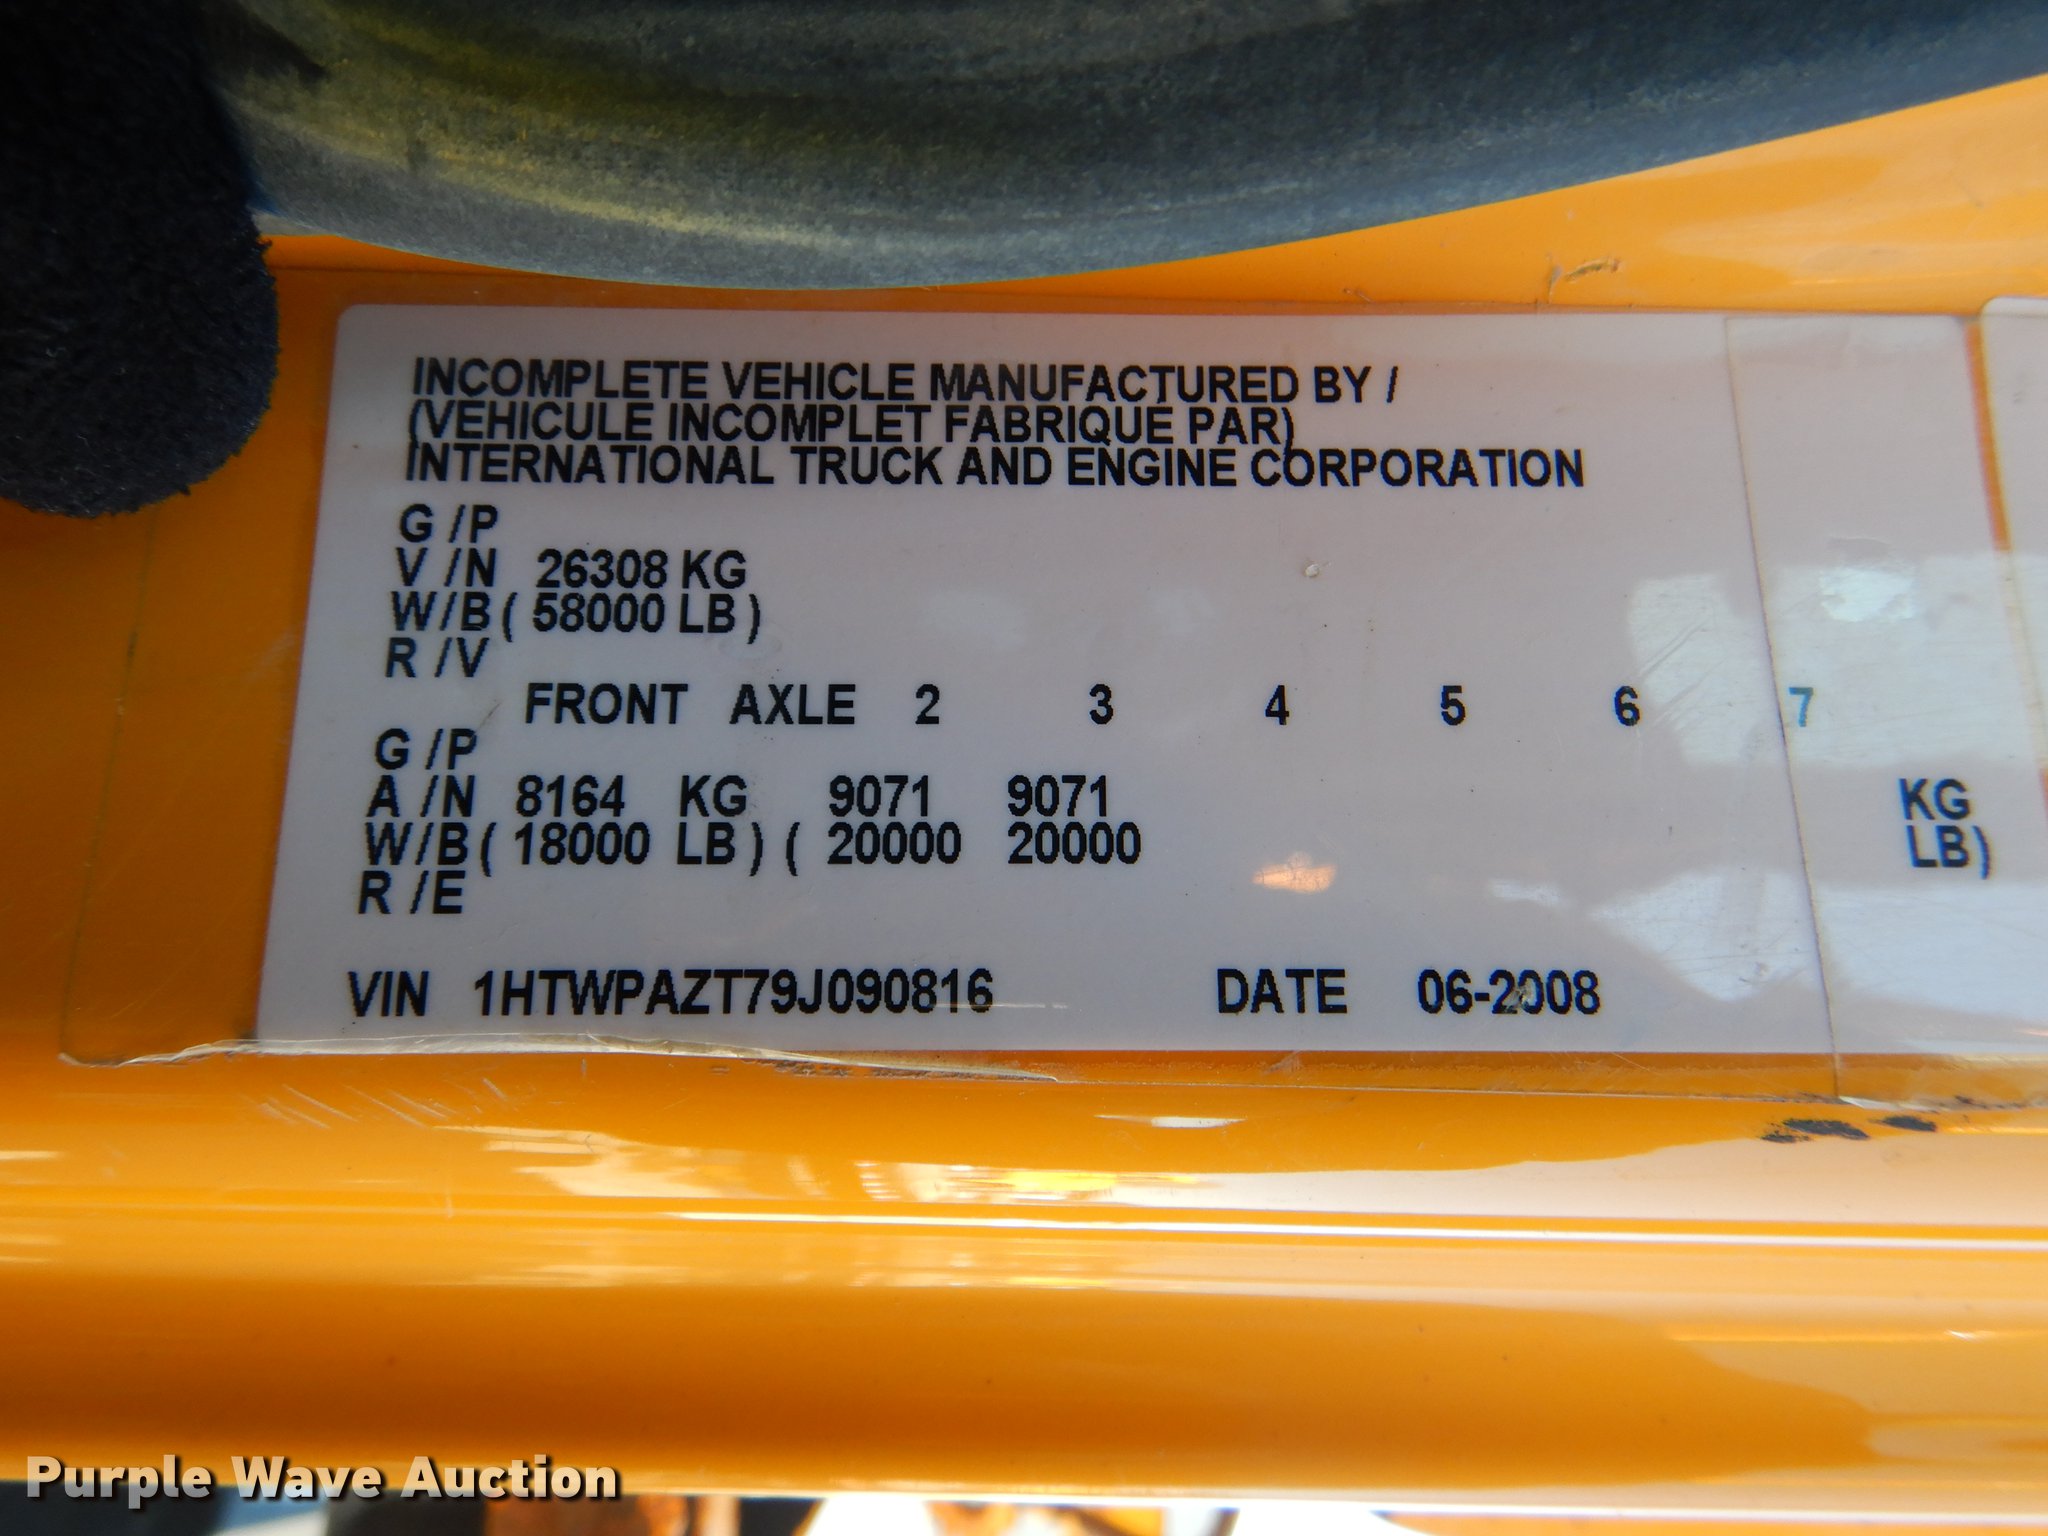 INCOMPLETE VEHICLE MANUFACTURED BY /
(VÉHICULE INCOMPLET FABRIQUÉ PAR)
INTERNATIONAL TRUCK AND ENGINE CORPORATION
G /P
V /N 26308 KG
W/B ( 58000 LB )
R /V
FRONT AXLE 2 3 4 5 6 7
G /P
A /N 8164 KG 9071 9071 KG
W/B ( 18000 LB ) ( 20000 20000 LB)
R /E
VIN 1HTWPAZT79J090816 DATE 06-2008
Purple Wave Auction